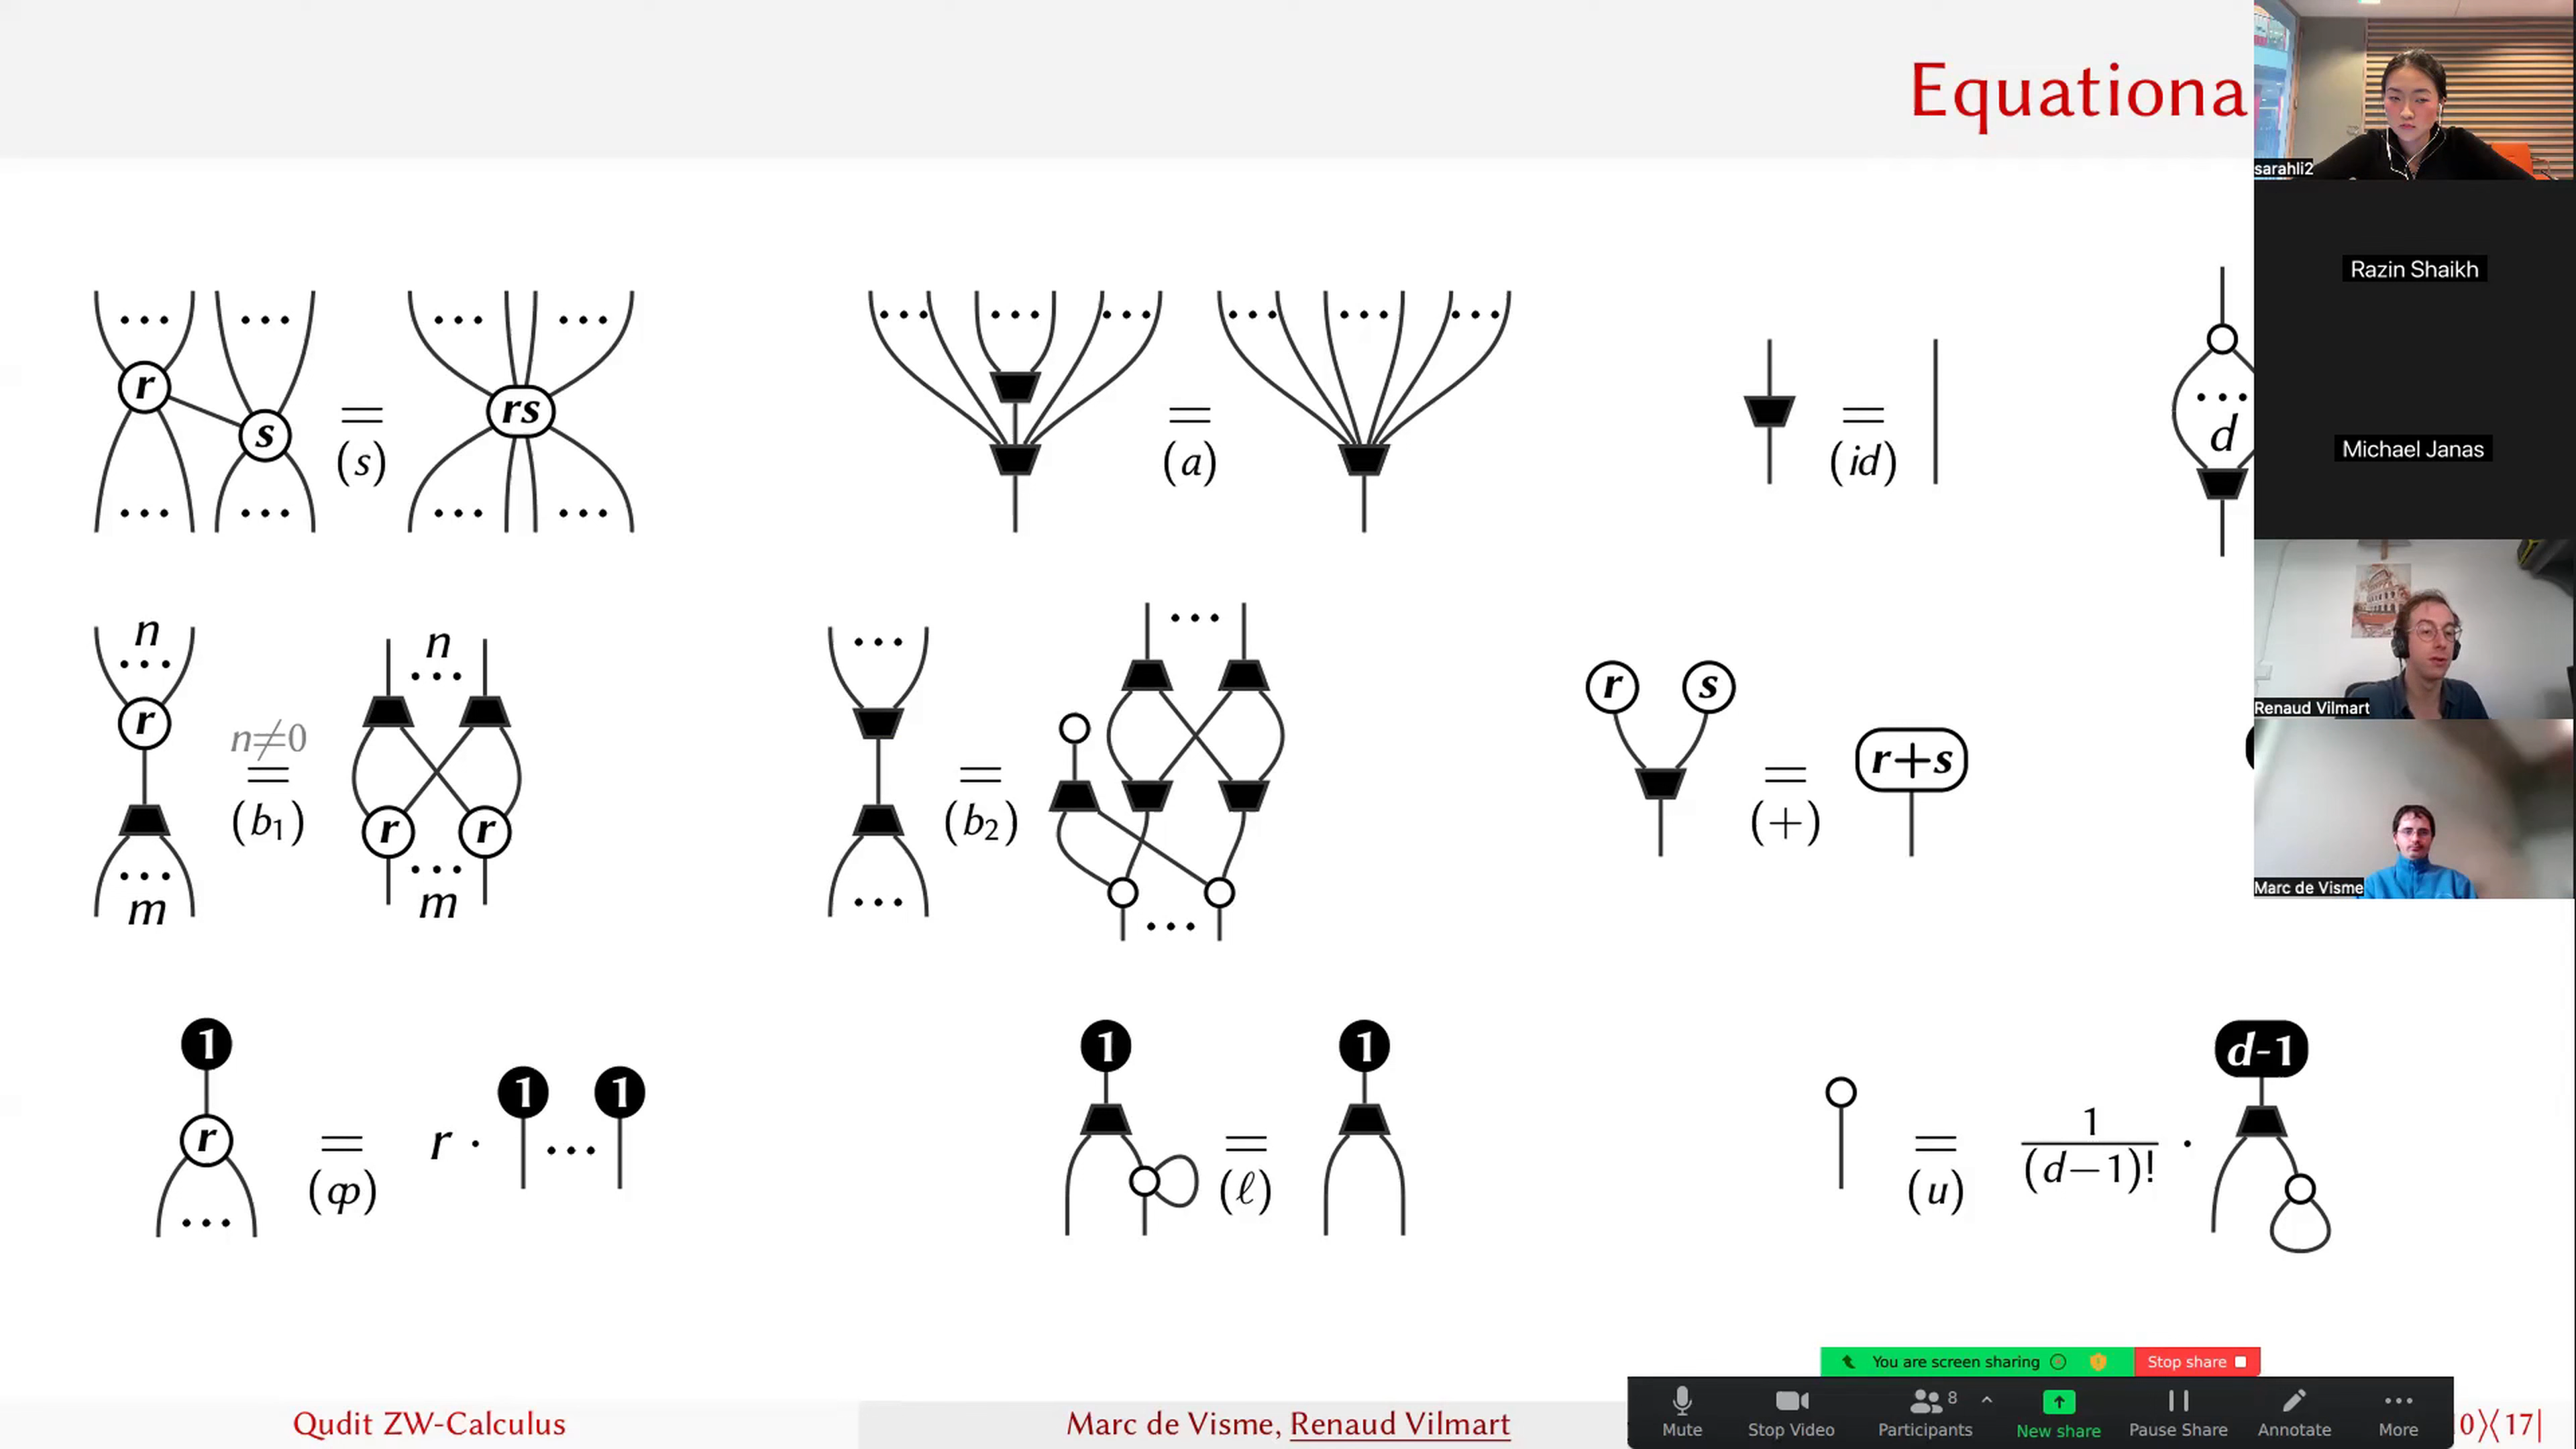 Equationa
sarahli2
Razin Shaikh
Michael Janas
Renaud Vilmart
Marc de Visme
... ... ... ...
r s = (s) rs
... ... ... ...
... ... ... = (a) ... ... ...
= (id)
... d
n ... r n≠0 = (b₁) n ... r r ... m
... m
... = (b₂) ... ...
r s = (+) r+s
1 r ... = (φ) r · 1 ... 1
1 = (ℓ) 1
= (u) 1/(d−1)! · d-1
You are screen sharing Stop share
Mute Stop Video Participants 8 New share Pause Share Annotate More
Qudit ZW-Calculus Marc de Visme, Renaud Vilmart 0⟩⟨17|